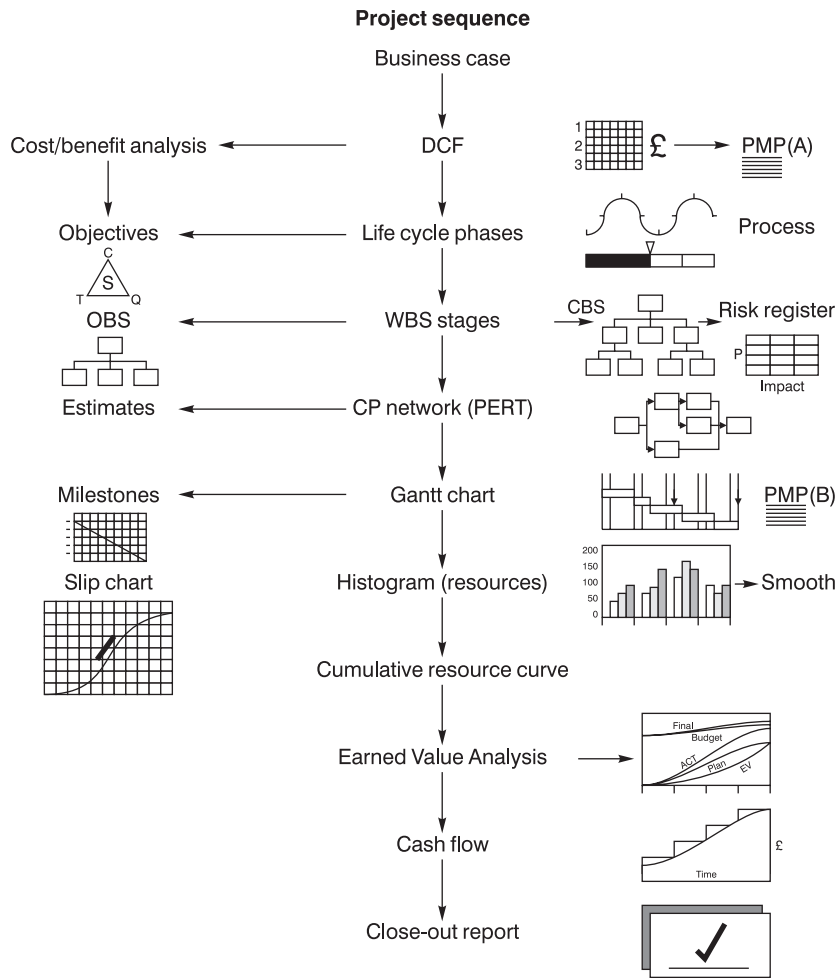 Project sequence
Business case
Cost/benefit analysis
DCF
1
2
3
£
PMP(A)
Objectives
Life cycle phases
Process
C
S
T
Q
OBS
WBS stages
CBS
Risk register
P
Impact
Estimates
CP network (PERT)
Milestones
Gantt chart
PMP(B)
Slip chart
Histogram (resources)
200
150
100
50
0
Smooth
Cumulative resource curve
Earned Value Analysis
Final
Budget
ACT
Plan
EV
Cash flow
£
Time
Close-out report